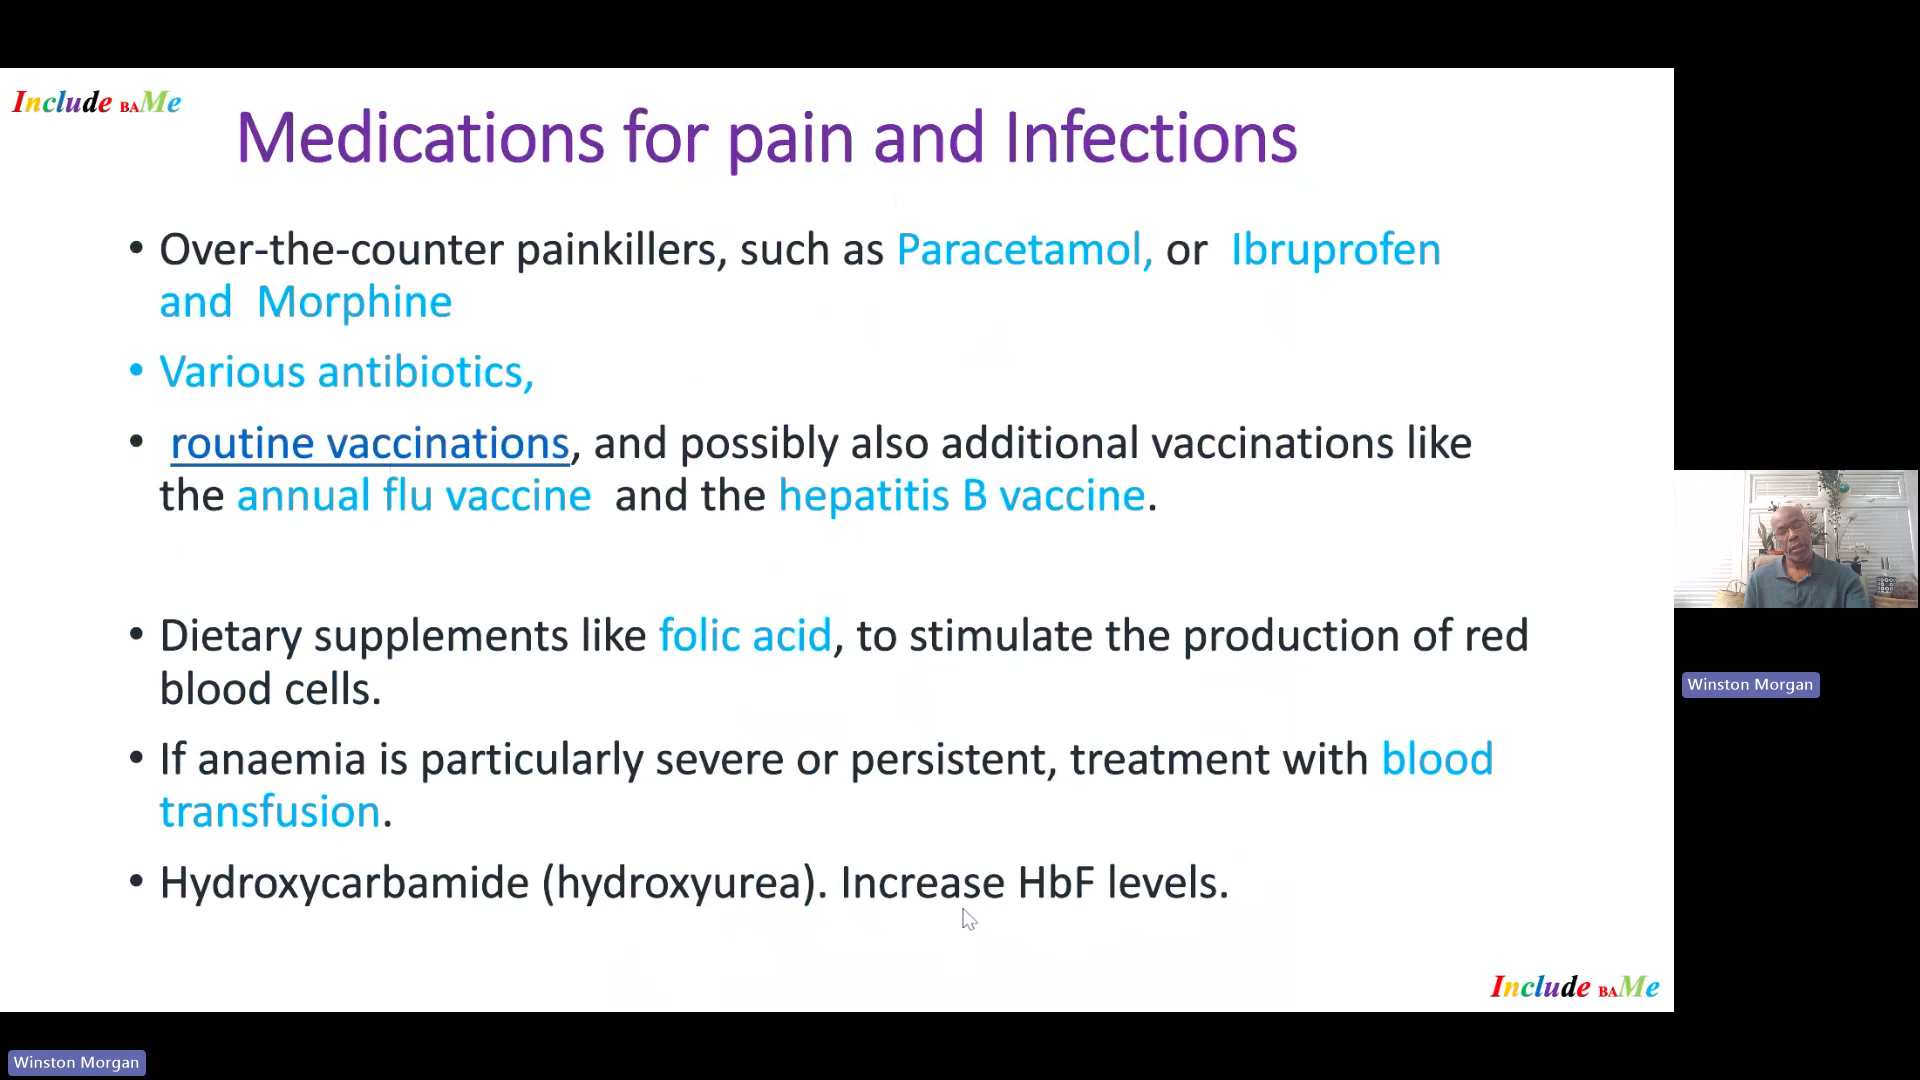 Include BAMe
Medications for pain and Infections
• Over-the-counter painkillers, such as Paracetamol, or Ibruprofen
and Morphine
• Various antibiotics,
• routine vaccinations, and possibly also additional vaccinations like
the annual flu vaccine and the hepatitis B vaccine.
• Dietary supplements like folic acid, to stimulate the production of red
blood cells.
• If anaemia is particularly severe or persistent, treatment with blood
transfusion.
• Hydroxycarbamide (hydroxyurea). Increase HbF levels.
Include BAMe
Winston Morgan
Winston Morgan